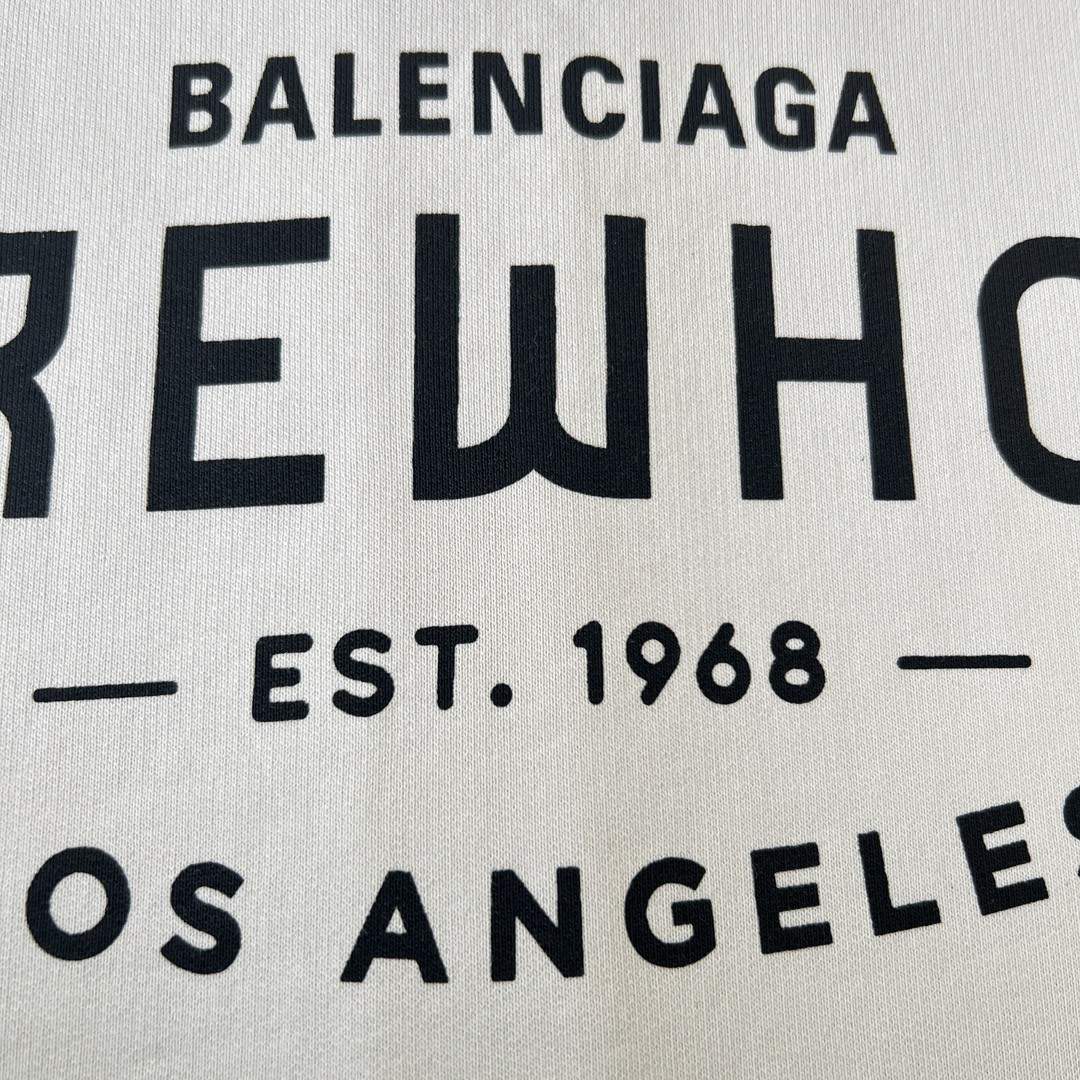 BALENCIAGA
REWHO
— EST. 1968 —
OS ANGELES